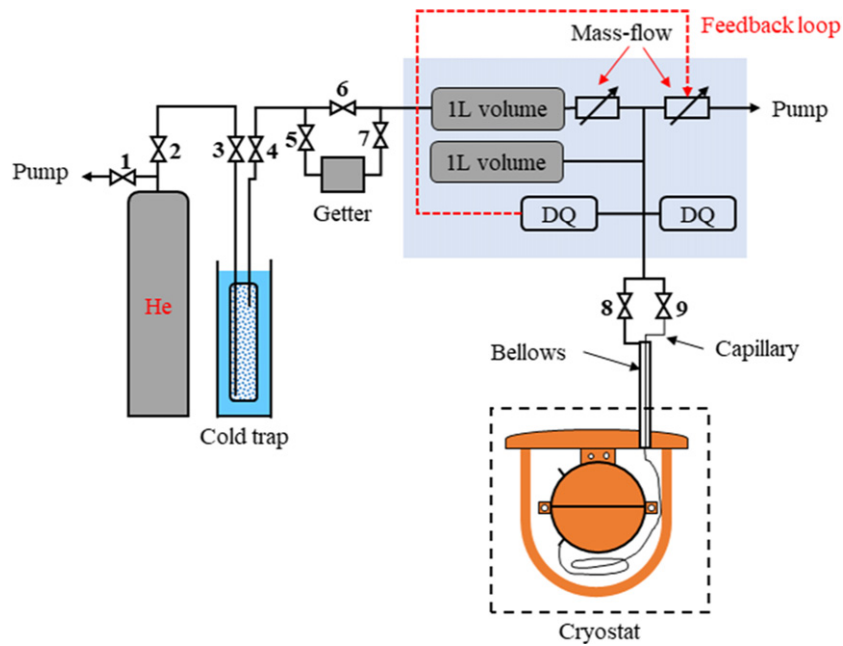 Mass-flow
Feedback loop
6
1L volume
Pump
1
2
3
4
5
7
Pump
1L volume
Getter
DQ
DQ
He
8
9
Bellows
Capillary
Cold trap
Cryostat